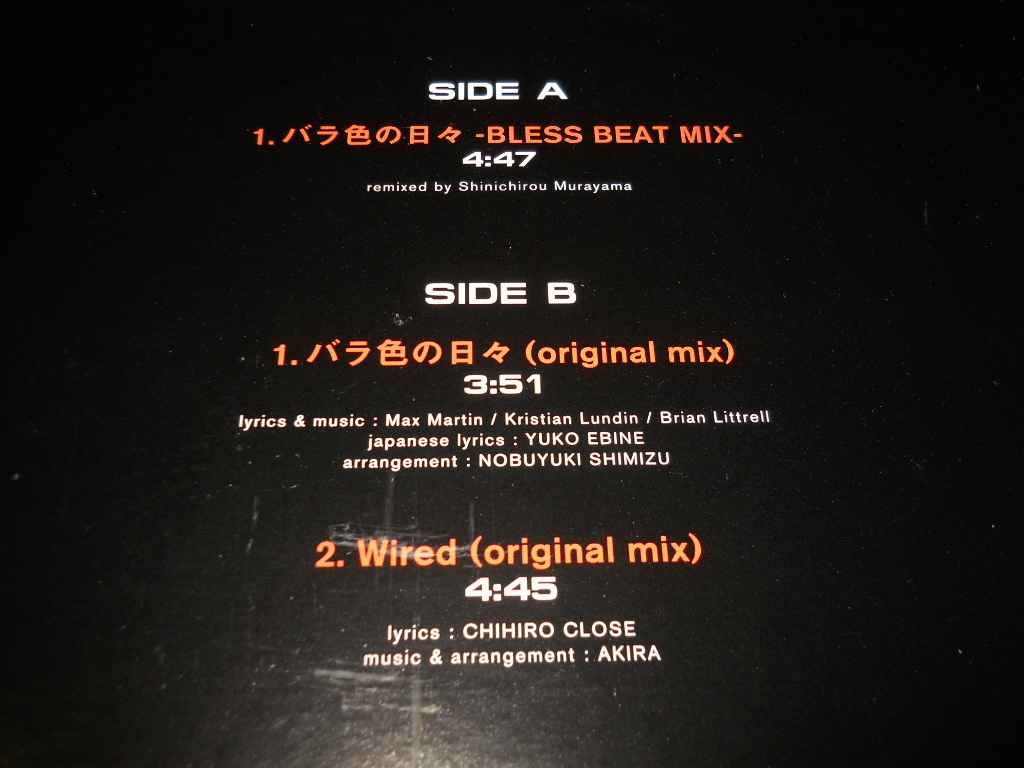 SIDE A
1. バラ色の日々 -BLESS BEAT MIX-
4:47
remixed by Shinichirou Murayama
SIDE B
1. バラ色の日々 (original mix)
3:51
lyrics & music : Max Martin / Kristian Lundin / Brian Littrell
japanese lyrics : YUKO EBINE
arrangement : NOBUYUKI SHIMIZU
2. Wired (original mix)
4:45
lyrics : CHIHIRO CLOSE
music & arrangement : AKIRA